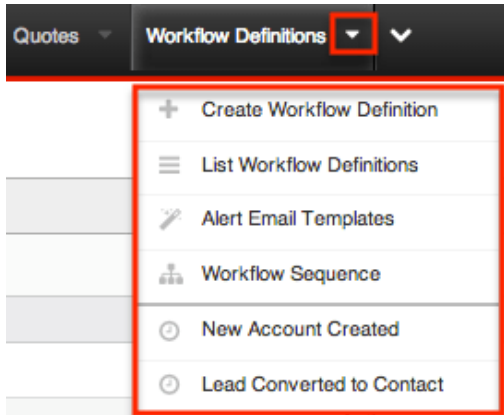 Quotes
Workflow Definitions
Create Workflow Definition
List Workflow Definitions
Alert Email Templates
Workflow Sequence
New Account Created
Lead Converted to Contact